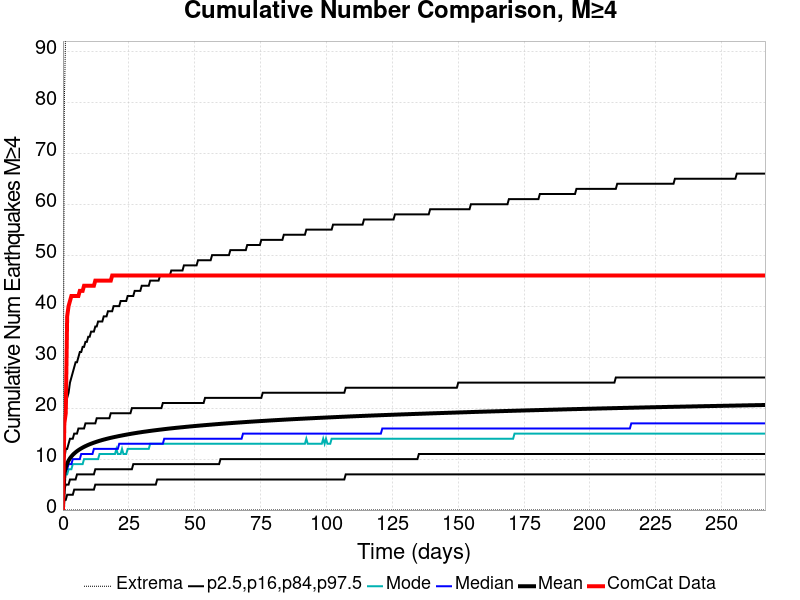 Cumulative Number Comparison, M≥4
Cumulative Num Earthquakes M≥4
90
80
70
60
50
40
30
20
10
0
0 25 50 75 100 125 150 175 200 225 250
Time (days)
Extrema p2.5,p16,p84,p97.5 Mode Median Mean ComCat Data